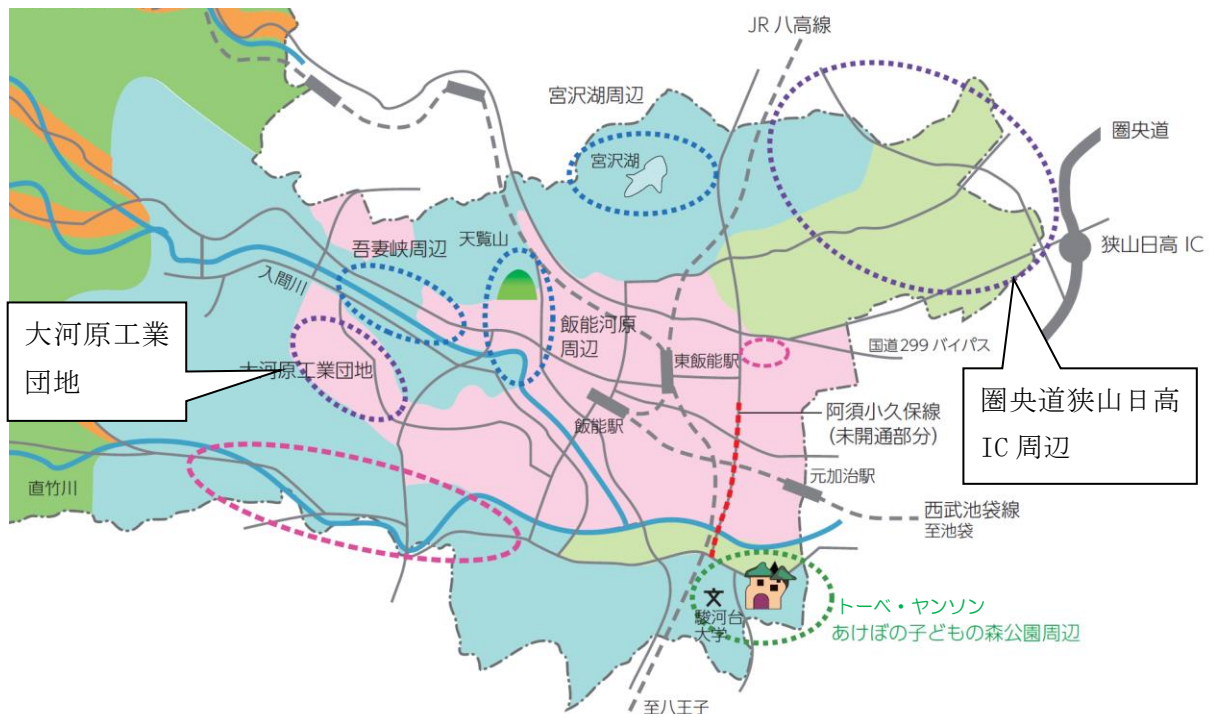 JR 八高線
宮沢湖周辺
宮沢湖
圏央道
狭山日高 IC
天覧山
吾妻峡周辺
入間川
大河原工業
団地
大河原工業団地
飯能河原
周辺
国道299 バイパス
東飯能駅
圏央道狭山日高
IC 周辺
飯能駅
阿須小久保線
(未開通部分)
元加治駅
直竹川
西武池袋線
至池袋
駿河台
大学
トーベ・ヤンソン
あけぼの子どもの森公園周辺
至八王子